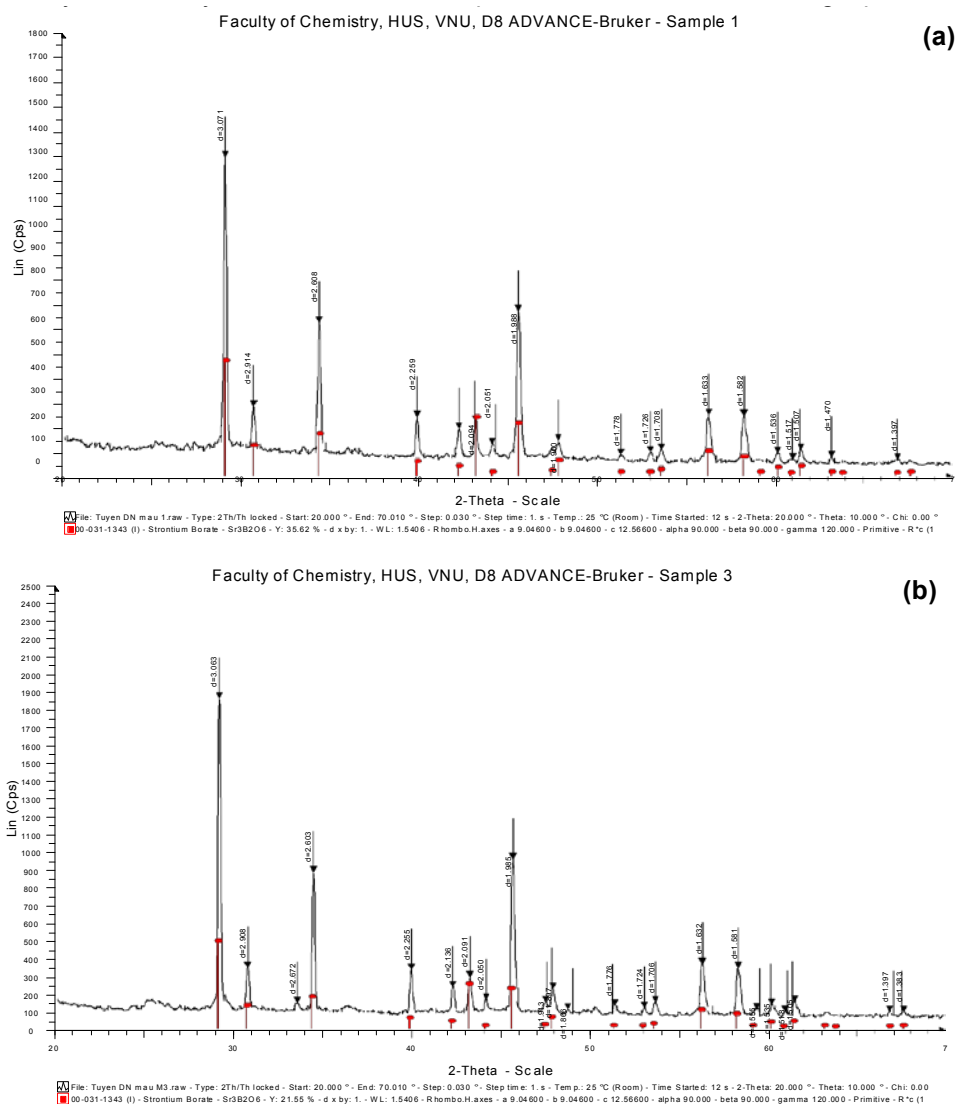 Faculty of Chemistry, HUS, VNU, D8 ADVANCE-Bruker - Sample 1
(a)
Lin (Cps)
1800
1700
1600
1500
1400
1300
1200
1100
1000
900
800
700
600
500
400
300
200
100
0
d=3.071
d=2.914
d=2.608
d=2.259
d=2.094
d=2.051
d=1.988
d=1.900
d=1.778
d=1.726
d=1.708
d=1.633
d=1.582
d=1.536
d=1.517
d=1.507
d=1.470
d=1.397
20 30 40 50 60
2-Theta - Scale
File: Tuyen DN mau 1.raw - Type: 2Th/Th locked - Start: 20.000 ° - End: 70.010 ° - Step: 0.030 ° - Step time: 1. s - Temp.: 25 °C (Room) - Time Started: 12 s - 2-Theta: 20.000 ° - Theta: 10.000 ° - Chi: 0.00 °
00-031-1343 (I) - Strontium Borate - Sr3B2O6 - Y: 35.62 % - d x by: 1. - WL: 1.5406 - Rhombo.H.axes - a 9.04600 - b 9.04600 - c 12.56600 - alpha 90.000 - beta 90.000 - gamma 120.000 - Primitive - R*c (1
Faculty of Chemistry, HUS, VNU, D8 ADVANCE-Bruker - Sample 3
(b)
Lin (Cps)
2500
2400
2300
2200
2100
2000
1900
1800
1700
1600
1500
1400
1300
1200
1100
1000
900
800
700
600
500
400
300
200
100
0
d=3.063
d=2.908
d=2.672
d=2.603
d=2.255
d=2.136
d=2.091
d=2.050
d=1.985
d=1.913
d=1.778
d=1.724
d=1.706
d=1.632
d=1.581
d=1.397
d=1.383
20 30 40 50 60 7
2-Theta - Scale
File: Tuyen DN mau M3.raw - Type: 2Th/Th locked - Start: 20.000 ° - End: 70.010 ° - Step: 0.030 ° - Step time: 1. s - Temp.: 25 °C (Room) - Time Started: 12 s - 2-Theta: 20.000 ° - Theta: 10.000 ° - Chi: 0.00
00-031-1343 (I) - Strontium Borate - Sr3B2O6 - Y: 21.55 % - d x by: 1. - WL: 1.5406 - Rhombo.H.axes - a 9.04600 - b 9.04600 - c 12.56600 - alpha 90.000 - beta 90.000 - gamma 120.000 - Primitive - R*c (1